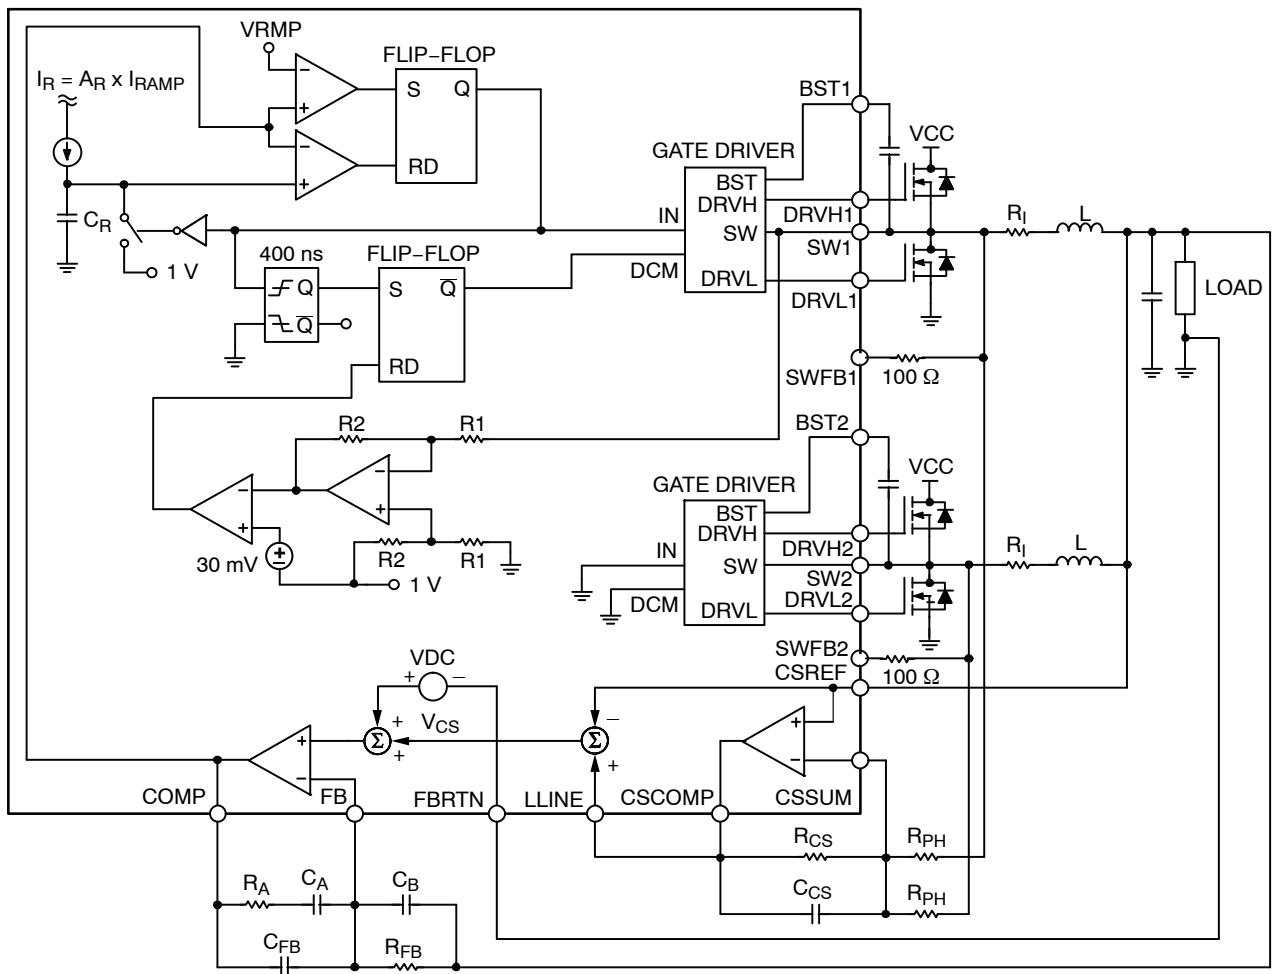 VRMP
FLIP–FLOP
I_R = A_R x I_RAMP
BST1
S
Q
VCC
GATE DRIVER
RD
BST
DRVH
C_R
IN
DRVH1
SW
SW1
R_I
L
400 ns
FLIP–FLOP
1 V
DCM
Q
S
Q̅
DRVL
DRVL1
LOAD
Q̅
RD
SWFB1
100 Ω
R2
R1
BST2
VCC
GATE DRIVER
BST
DRVH
DRVH2
30 mV
R2
R1
IN
SW
SW2
R_I
L
1 V
DCM
DRVL
DRVL2
SWFB2
VDC
CSREF
100 Ω
V_CS
Σ
Σ
COMP
FB
FBRTN
LLINE
CSCOMP
CSSUM
R_CS
R_PH
R_A
C_A
C_B
C_CS
R_PH
C_FB
R_FB